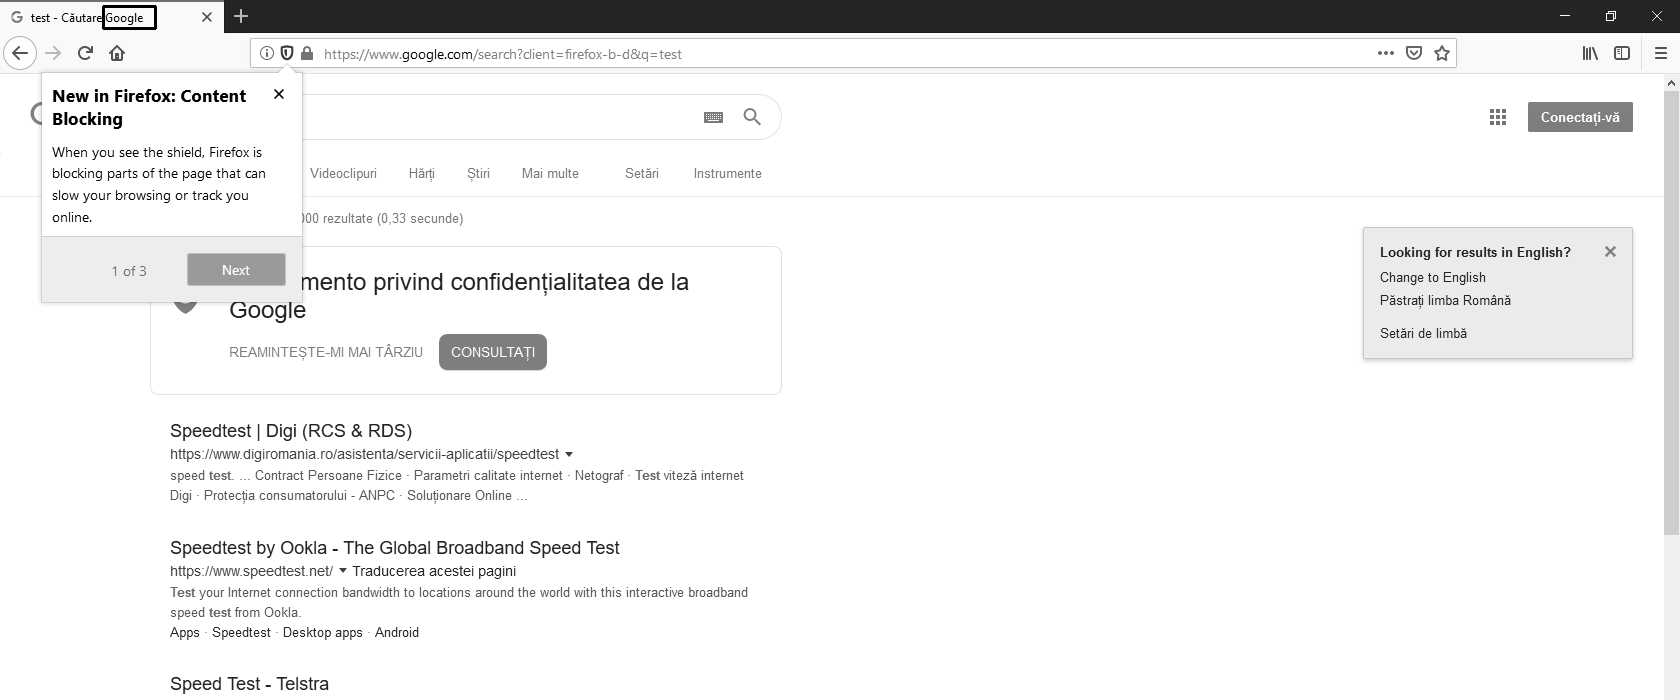 test - Căutare Google
https://www.google.com/search?client=firefox-b-d&q=test
New in Firefox: Content
Blocking
When you see the shield, Firefox is
blocking parts of the page that can
slow your browsing or track you
online.
1 of 3
Next
Conectați-vă
Videoclipuri
Hărți
Știri
Mai multe
Setări
Instrumente
000 rezultate (0,33 secunde)
Looking for results in English?
Change to English
Păstrați limba Română
Setări de limbă
privind confidențialitatea de la
Google
REAMINTEȘTE-MI MAI TÂRZIU
CONSULTAȚI
Speedtest | Digi (RCS & RDS)
https://www.digiromania.ro/asistenta/servicii-aplicatii/speedtest
speed test. ... Contract Persoane Fizice · Parametri calitate internet · Netograf · Test viteză internet
Digi · Protecția consumatorului - ANPC · Soluționare Online ...
Speedtest by Ookla - The Global Broadband Speed Test
https://www.speedtest.net/ Traducerea acestei pagini
Test your Internet connection bandwidth to locations around the world with this interactive broadband
speed test from Ookla.
Apps · Speedtest · Desktop apps · Android
Speed Test - Telstra